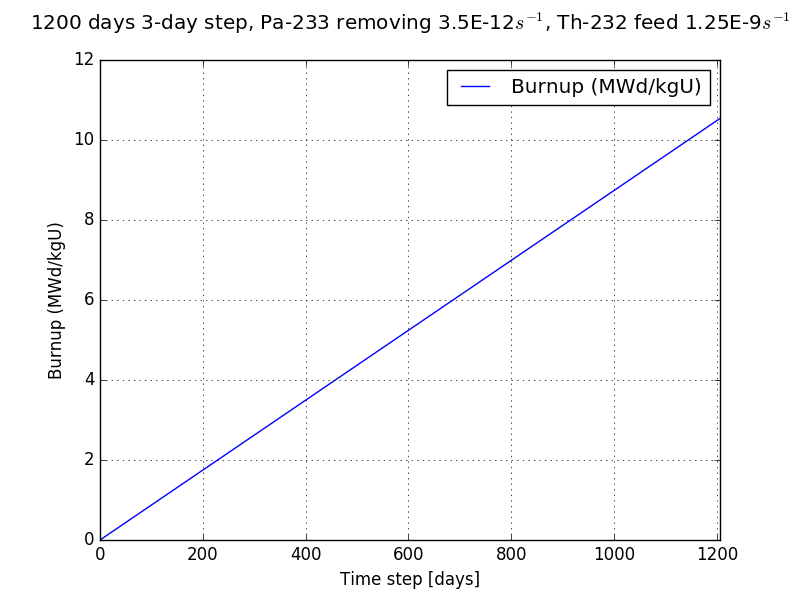 1200 days 3-day step, Pa-233 removing 3.5E-12s⁻¹, Th-232 feed 1.25E-9s⁻¹
12
Burnup (MWd/kgU)
10
8
6
4
2
0
Burnup (MWd/kgU)
0 200 400 600 800 1000 1200
Time step [days]